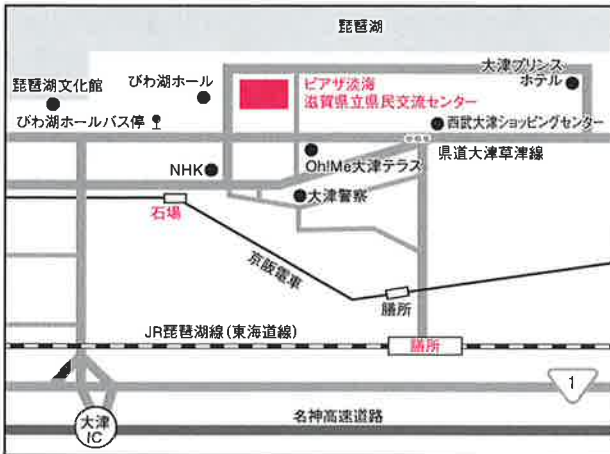 琵琶湖
琵琶湖文化館
びわ湖ホール
大津プリンス
ホテル
ピアザ淡海
滋賀県立県民交流センター
びわ湖ホールバス停
西武大津ショッピングセンター
県道大津草津線
NHK
Oh!Me大津テラス
大津警察
石場
京阪電車
膳所
JR琵琶湖線(東海道線)
膳所
1
大津
IC
名神高速道路